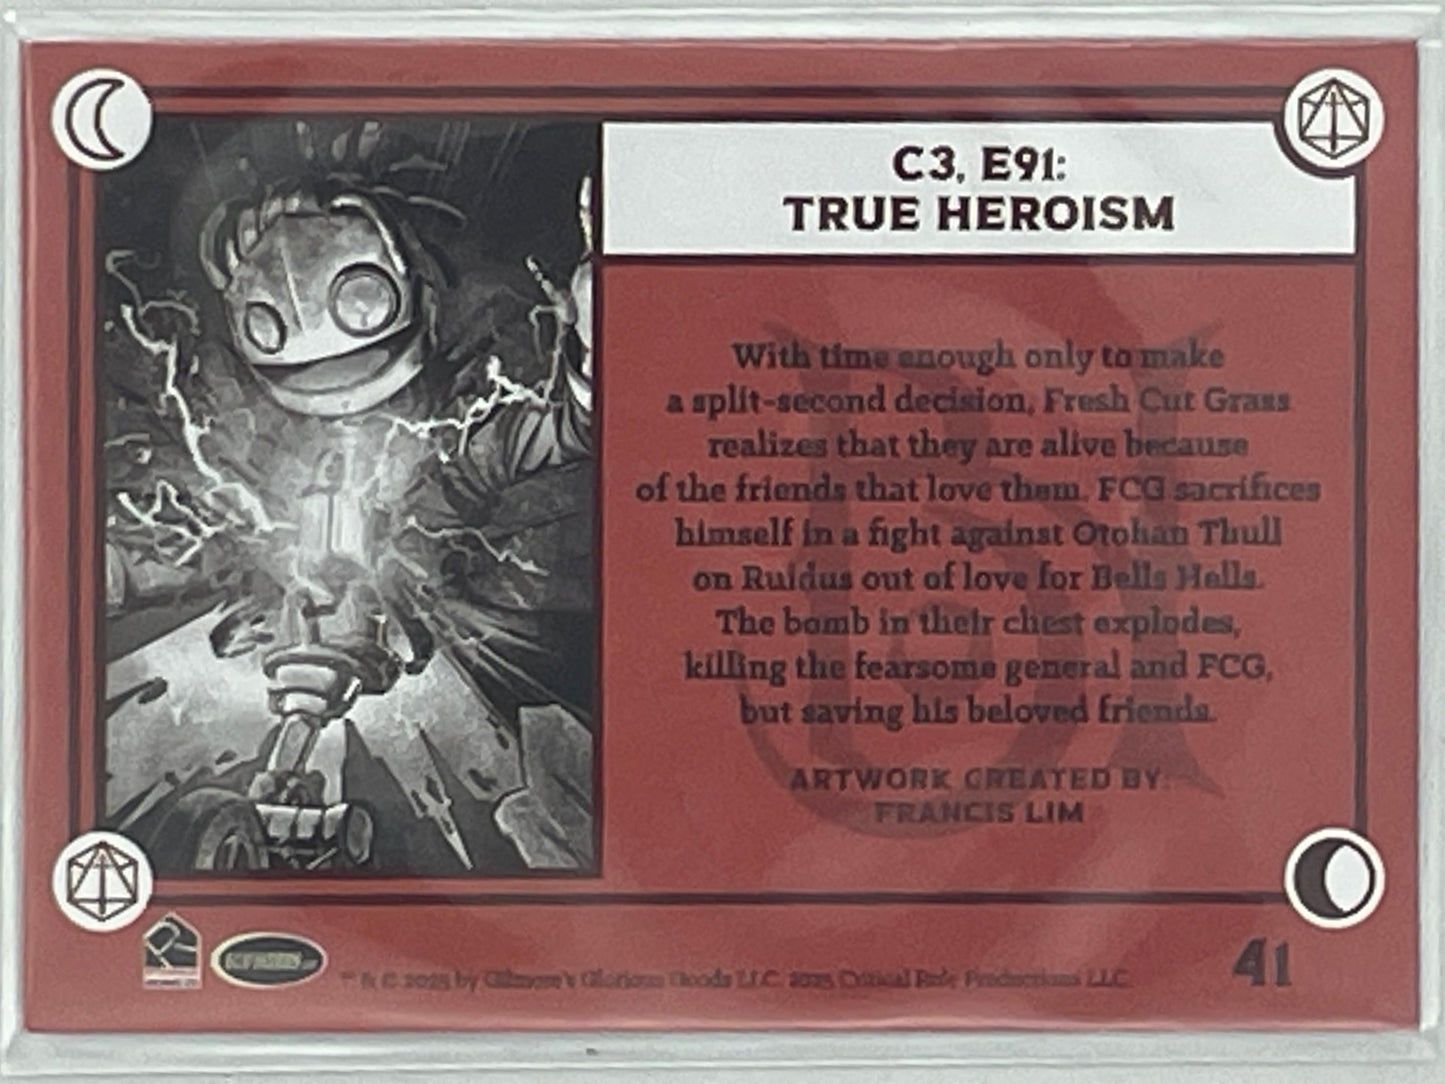 C3, E91:
TRUE HEROISM
With time enough only to make
a split-second decision, Fresh Cut Grass
realizes that they are alive because
of the friends that love them. FCG sacrifices
himself in a fight against Otohan Thull
on Ruidus out of love for Bells Hells.
The bomb in their chest explodes,
killing the fearsome general and FCG,
but saving his beloved friends.
ARTWORK CREATED BY:
FRANCIS LIM
™ & © 2025 by Gilmore's Glorious Goods LLC. 2025 Critical Role Productions LLC
41